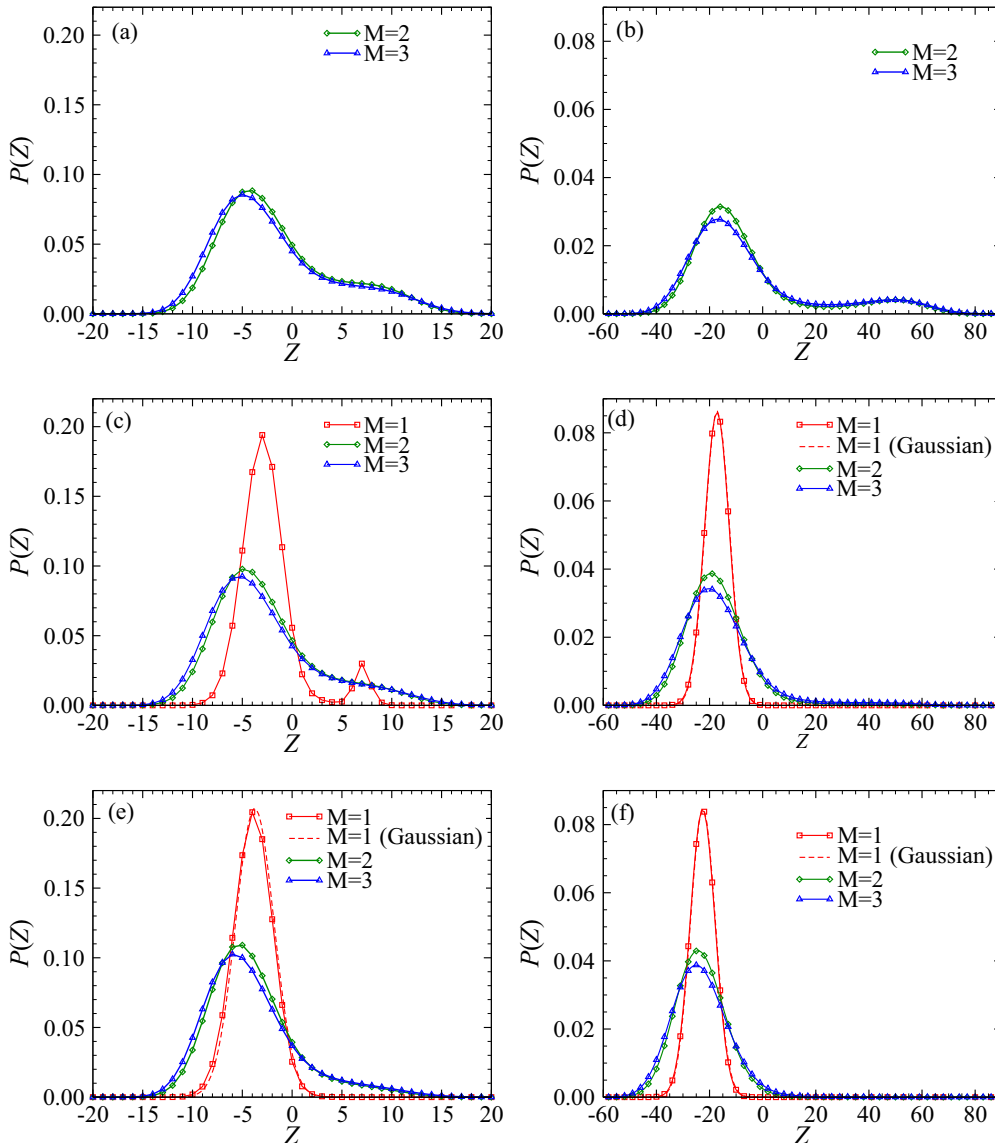 (a)
M=2
M=3
P(Z)
0.20
0.15
0.10
0.05
0.00
-20 -15 -10 -5 0 5 10 15 20
Z
(b)
M=2
M=3
P(Z)
0.08
0.06
0.04
0.02
0.00
-60 -40 -20 0 20 40 60 80
Z
(c)
M=1
M=2
M=3
P(Z)
0.20
0.15
0.10
0.05
0.00
-20 -15 -10 -5 0 5 10 15 20
Z
(d)
M=1
M=1 (Gaussian)
M=2
M=3
P(Z)
0.08
0.06
0.04
0.02
0.00
-60 -40 -20 0 20 40 60 80
Z
(e)
M=1
M=1 (Gaussian)
M=2
M=3
P(Z)
0.20
0.15
0.10
0.05
0.00
-20 -15 -10 -5 0 5 10 15 20
Z
(f)
M=1
M=1 (Gaussian)
M=2
M=3
P(Z)
0.08
0.06
0.04
0.02
0.00
-60 -40 -20 0 20 40 60 80
Z